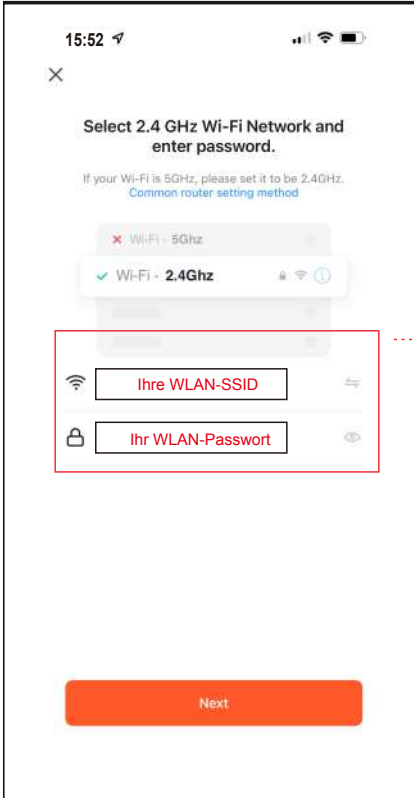 15:52
Select 2.4 GHz Wi-Fi Network and
enter password.
If your Wi-Fi is 5GHz, please set it to be 2.4GHz.
Common router setting method
Wi-Fi - 5Ghz
Wi-Fi - 2.4Ghz
Ihre WLAN-SSID
Ihr WLAN-Passwort
Next